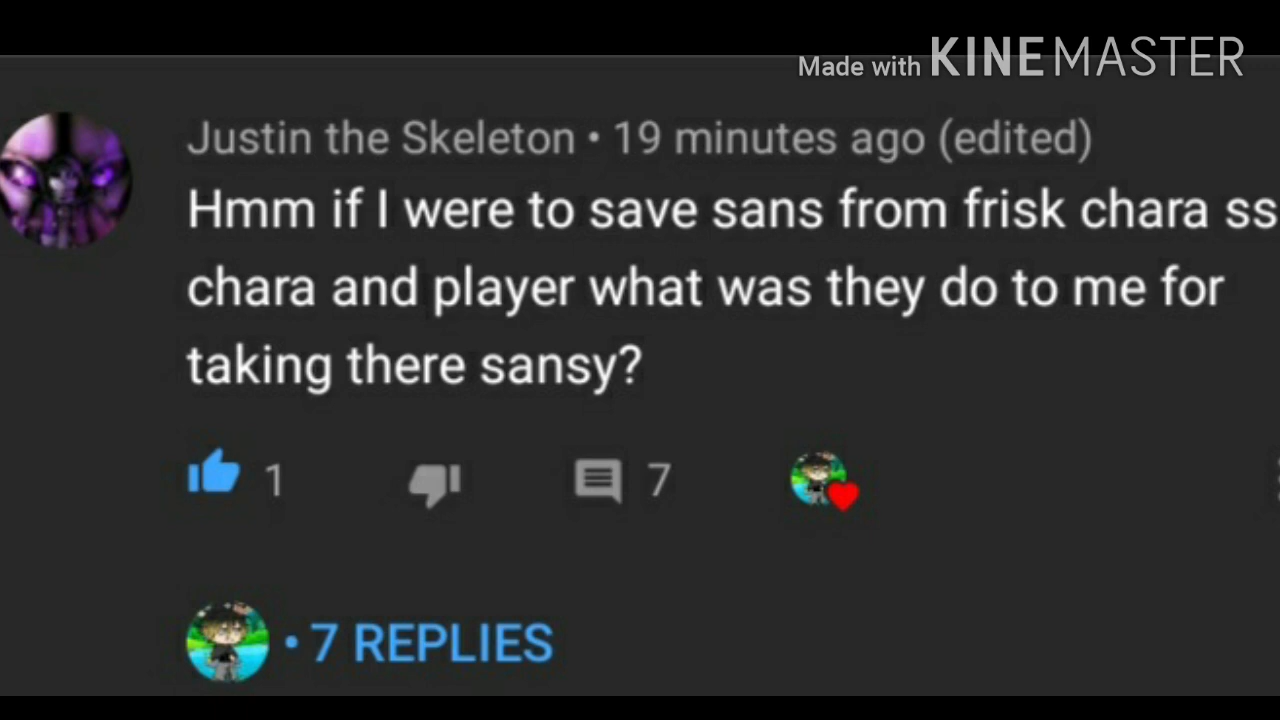 Made with KINEMASTER
Justin the Skeleton • 19 minutes ago (edited)
Hmm if I were to save sans from frisk chara ss
chara and player what was they do to me for
taking there sansy?
1 7
• 7 REPLIES